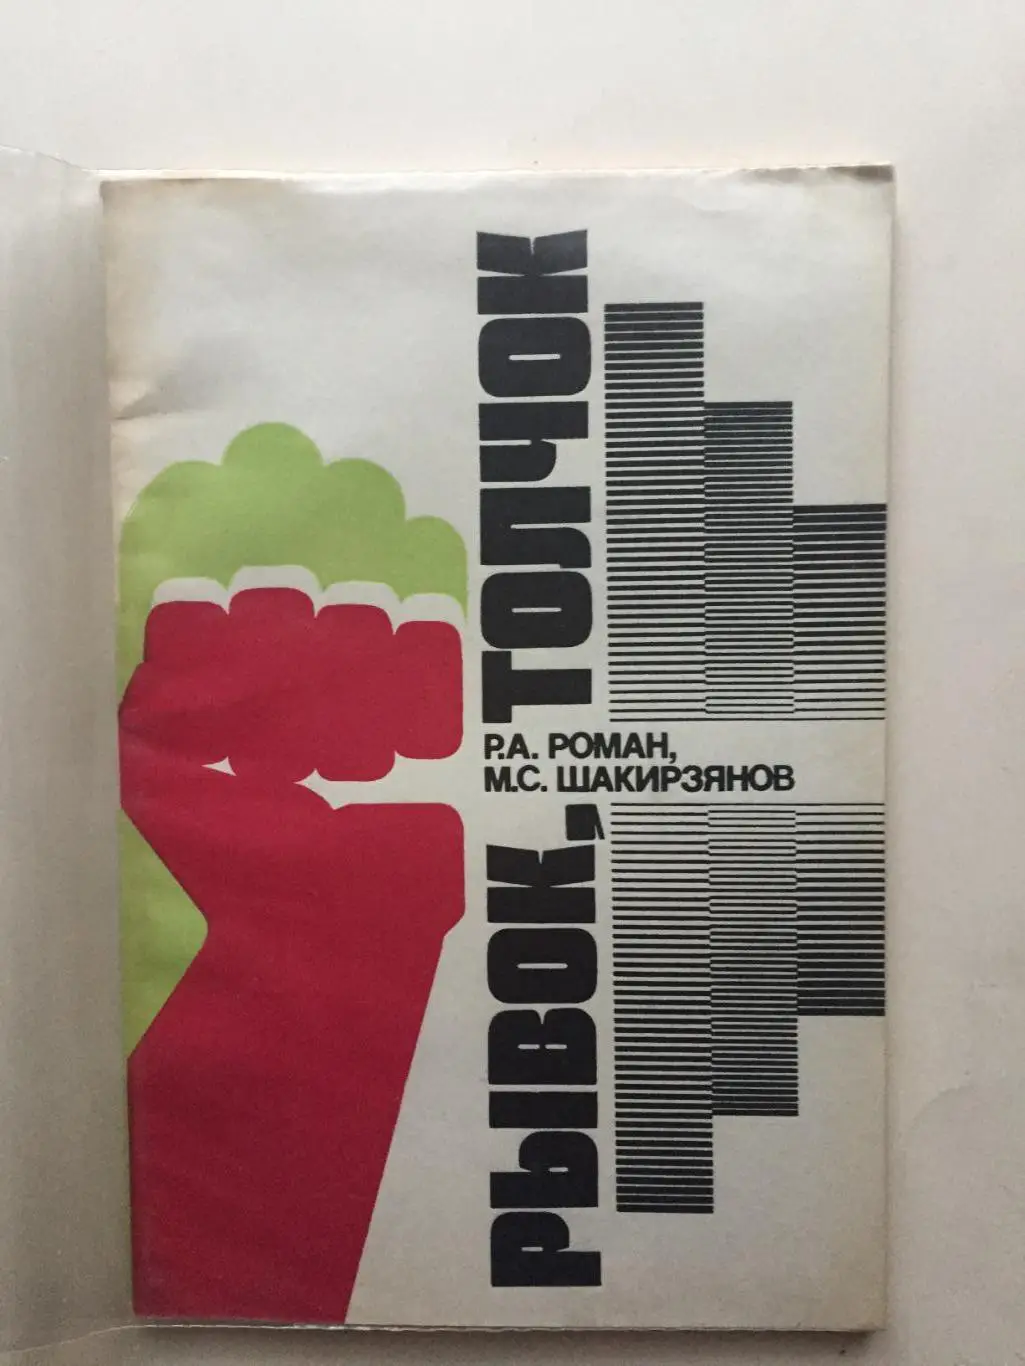 РЫВОК, ТОЛЧОК
Р.А. РОМАН,
М.С. ШАКИРЗЯНОВ